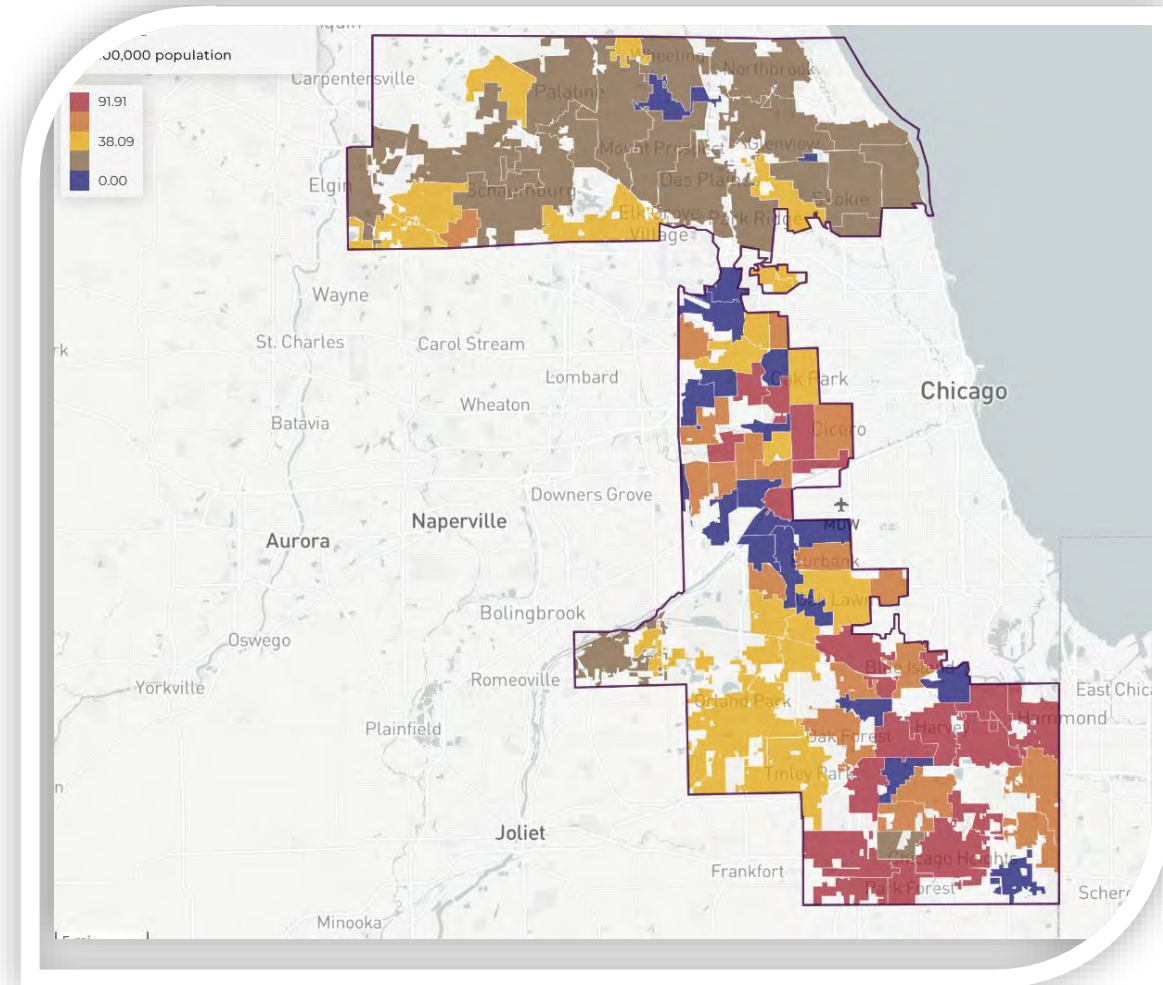 00,000 population
91.91
38.09
0.00
Carpentersville
Wheeling
Northbrook
Palatine
Mount Prospect
Glenview
Elgin
Schaumburg
Des Plaines
Skokie
Elk Grove
Village
Park Ridge
Wayne
St. Charles
Carol Stream
Lombard
Oak Park
Chicago
Wheaton
Batavia
Cicero
Downers Grove
Naperville
MDW
Aurora
Burbank
Bolingbrook
Oak Lawn
Oswego
Blue Island
Romeoville
Yorkville
East Chica
Orland Park
Hammond
Plainfield
Harvey
Oak Forest
Tinley Park
Joliet
Frankfort
Chicago Heights
Park Forest
Scher
Minooka